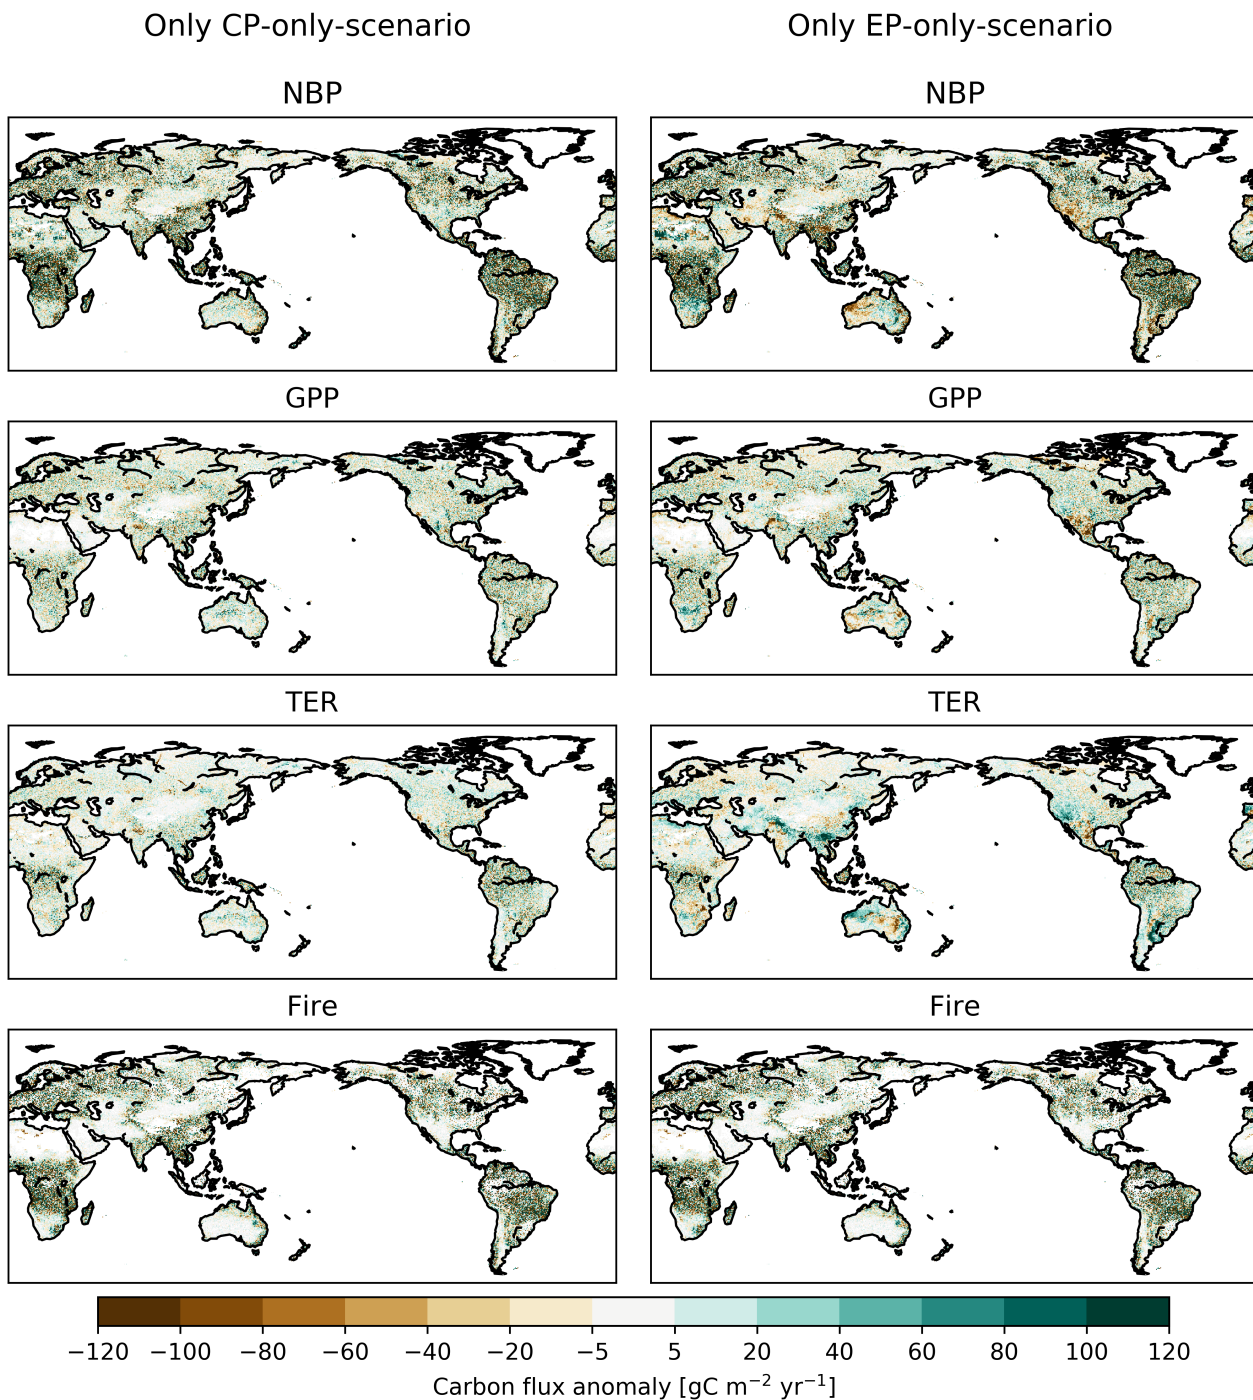 Only CP-only-scenario
Only EP-only-scenario
NBP
NBP
GPP
GPP
TER
TER
Fire
Fire
−120 −100 −80 −60 −40 −20 −5 5 20 40 60 80 100 120
Carbon flux anomaly [gC m⁻² yr⁻¹]